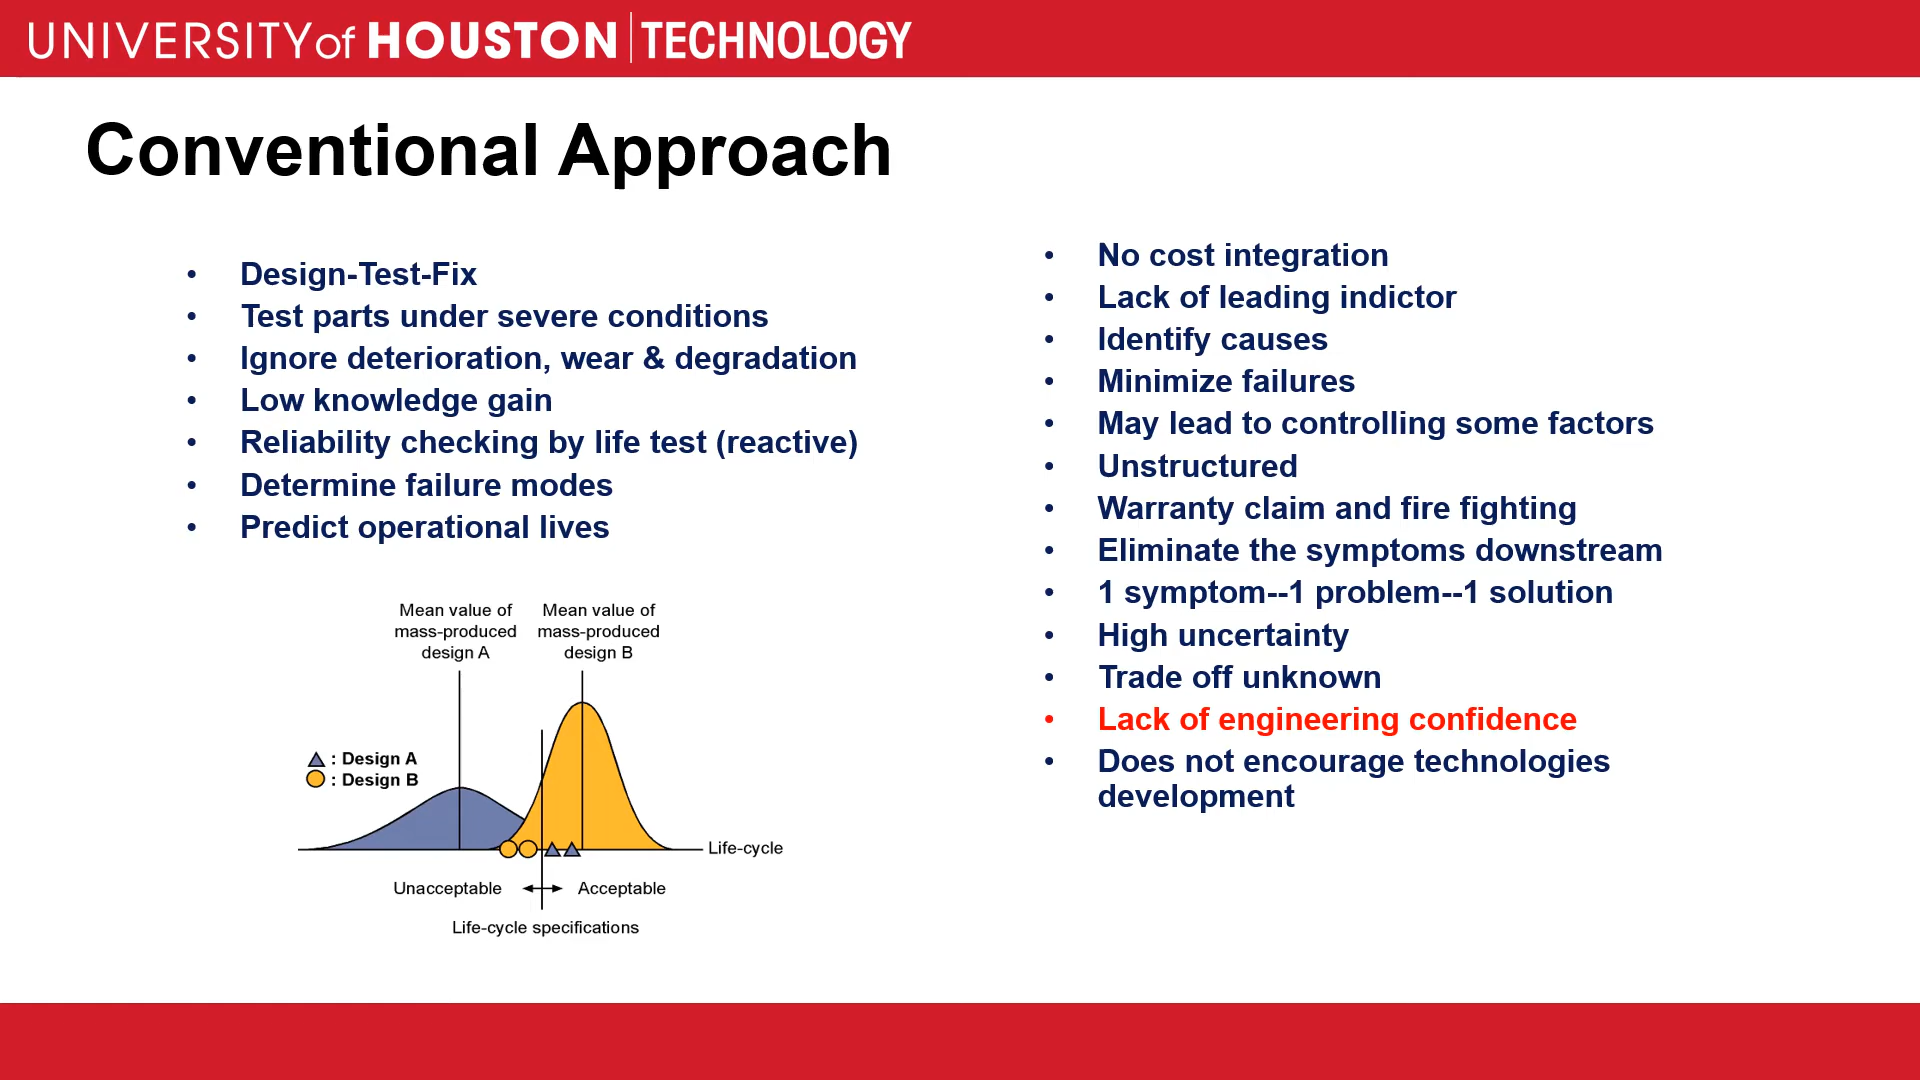 UNIVERSITY of HOUSTON TECHNOLOGY
Conventional Approach
• Design-Test-Fix
• Test parts under severe conditions
• Ignore deterioration, wear & degradation
• Low knowledge gain
• Reliability checking by life test (reactive)
• Determine failure modes
• Predict operational lives
Mean value of
mass-produced
design A
Mean value of
mass-produced
design B
: Design A
: Design B
Life-cycle
Unacceptable
Acceptable
Life-cycle specifications
• No cost integration
• Lack of leading indictor
• Identify causes
• Minimize failures
• May lead to controlling some factors
• Unstructured
• Warranty claim and fire fighting
• Eliminate the symptoms downstream
• 1 symptom--1 problem--1 solution
• High uncertainty
• Trade off unknown
• Lack of engineering confidence
• Does not encourage technologies
development